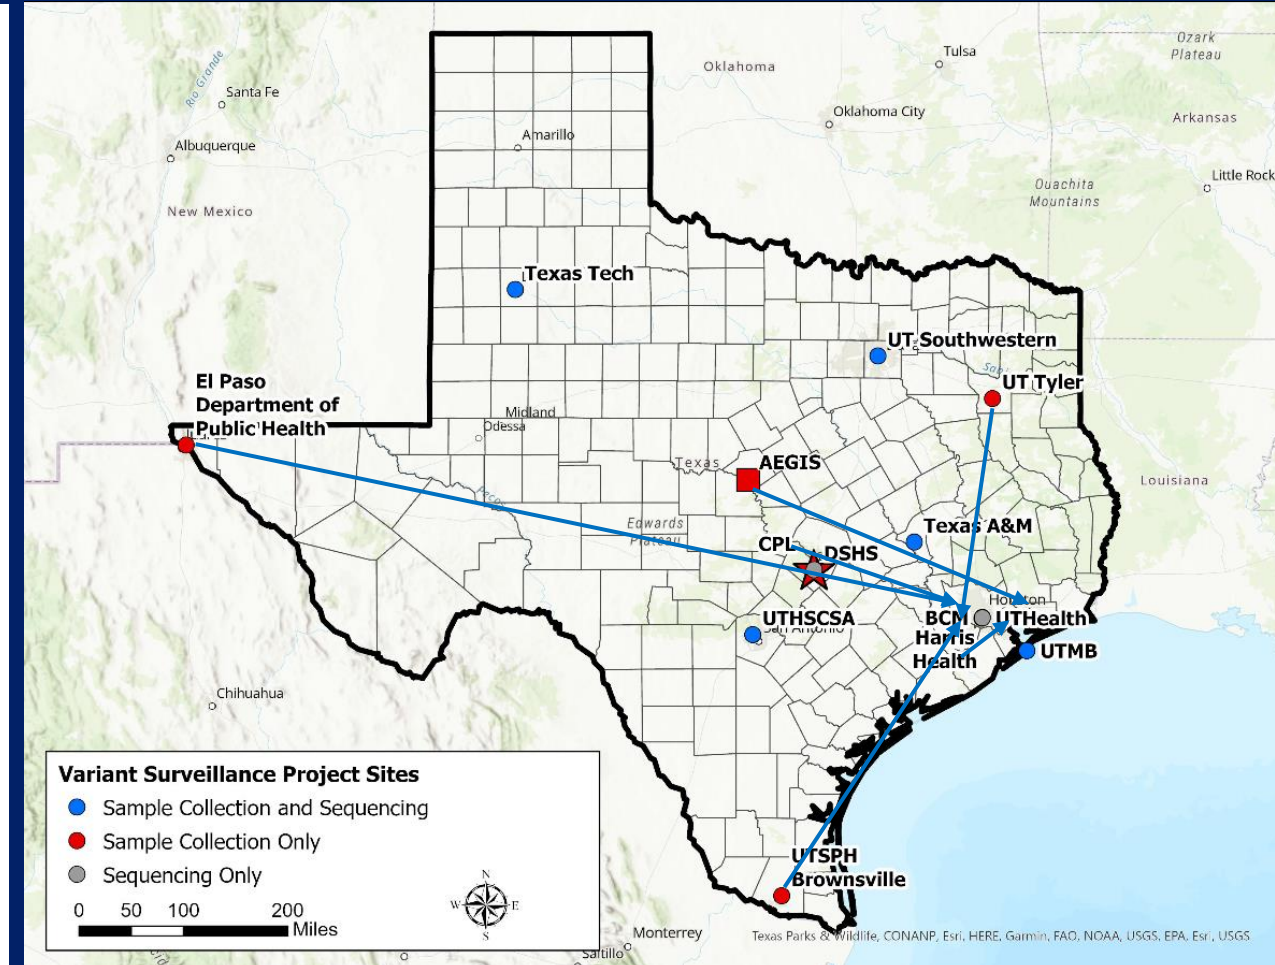 Ozark
Plateau
Tulsa
Oklahoma
Rio Grande
Santa Fe
Oklahoma City
Arkansas
Amarillo
Albuquerque
Little Rock
Ouachita
Mountains
New Mexico
Texas Tech
UT Southwestern
UT Tyler
El Paso
Department of
Public Health
Midland
Odessa
Texas
AEGIS
Louisiana
Edwards
Plateau
Texas A&M
CPL
DSHS
Houston
BCM
UTHealth
UTHSCSA
San Antonio
Harris
Health
UTMB
Chihuahua
Variant Surveillance Project Sites
Sample Collection and Sequencing
Sample Collection Only
Sequencing Only
N
W
E
S
0
50
100
200
Miles
UTSPH
Brownsville
Monterrey
Saltillo
Texas Parks & Wildlife, CONANP, Esri, HERE, Garmin, FAO, NOAA, USGS, EPA, Esri, USGS